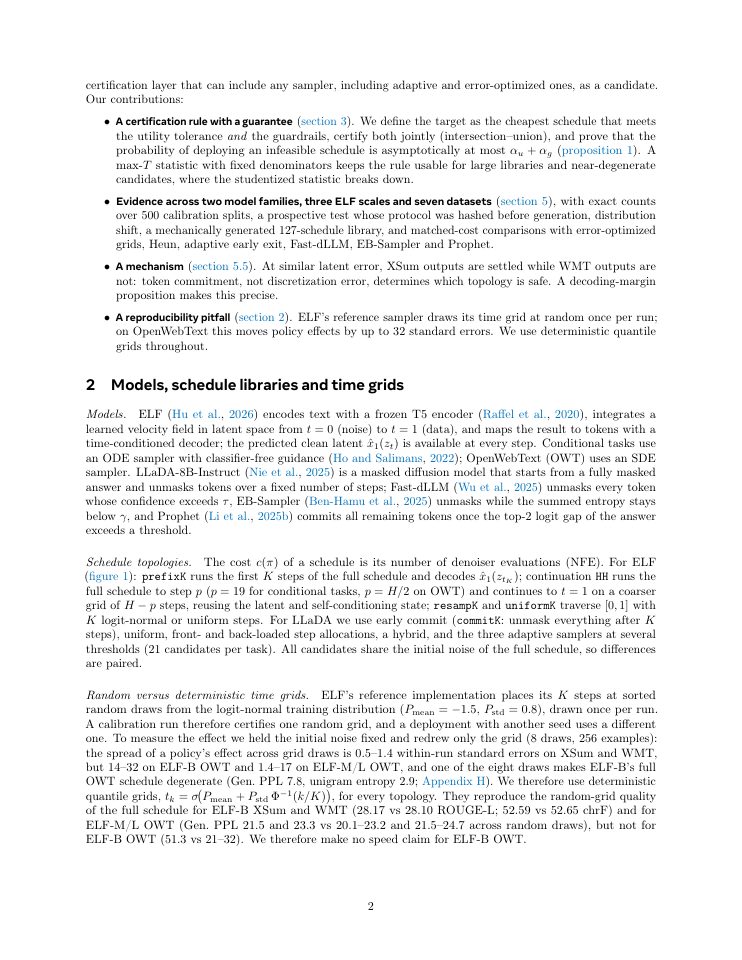 certification layer that can include any sampler, including adaptive and error-optimized ones, as a candidate.
Our contributions:
• A certification rule with a guarantee (section 3). We define the target as the cheapest schedule that meets
the utility tolerance and the guardrails, certify both jointly (intersection–union), and prove that the
probability of deploying an infeasible schedule is asymptotically at most αu + αg (proposition 1). A
max-T statistic with fixed denominators keeps the rule usable for large libraries and near-degenerate
candidates, where the studentized statistic breaks down.
• Evidence across two model families, three ELF scales and seven datasets (section 5), with exact counts
over 500 calibration splits, a prospective test whose protocol was hashed before generation, distribution
shift, a mechanically generated 127-schedule library, and matched-cost comparisons with error-optimized
grids, Heun, adaptive early exit, Fast-dLLM, EB-Sampler and Prophet.
• A mechanism (section 5.5). At similar latent error, XSum outputs are settled while WMT outputs are
not: token commitment, not discretization error, determines which topology is safe. A decoding-margin
proposition makes this precise.
• A reproducibility pitfall (section 2). ELF's reference sampler draws its time grid at random once per run;
on OpenWebText this moves policy effects by up to 32 standard errors. We use deterministic quantile
grids throughout.
2 Models, schedule libraries and time grids
Models. ELF (Hu et al., 2026) encodes text with a frozen T5 encoder (Raffel et al., 2020), integrates a
learned velocity field in latent space from t = 0 (noise) to t = 1 (data), and maps the result to tokens with a
time-conditioned decoder; the predicted clean latent x̂1(zt) is available at every step. Conditional tasks use
an ODE sampler with classifier-free guidance (Ho and Salimans, 2022); OpenWebText (OWT) uses an SDE
sampler. LLaDA-8B-Instruct (Nie et al., 2025) is a masked diffusion model that starts from a fully masked
answer and unmasks tokens over a fixed number of steps; Fast-dLLM (Wu et al., 2025) unmasks every token
whose confidence exceeds τ, EB-Sampler (Ben-Hamu et al., 2025) unmasks while the summed entropy stays
below γ, and Prophet (Li et al., 2025b) commits all remaining tokens once the top-2 logit gap of the answer
exceeds a threshold.
Schedule topologies. The cost c(π) of a schedule is its number of denoiser evaluations (NFE). For ELF
(figure 1): prefixK runs the first K steps of the full schedule and decodes x̂1(ztK); continuation HH runs the
full schedule to step p (p = 19 for conditional tasks, p = H/2 on OWT) and continues to t = 1 on a coarser
grid of H − p steps, reusing the latent and self-conditioning state; resampK and uniformK traverse [0, 1] with
K logit-normal or uniform steps. For LLaDA we use early commit (commitK: unmask everything after K
steps), uniform, front- and back-loaded step allocations, a hybrid, and the three adaptive samplers at several
thresholds (21 candidates per task). All candidates share the initial noise of the full schedule, so differences
are paired.
Random versus deterministic time grids. ELF's reference implementation places its K steps at sorted
random draws from the logit-normal training distribution (Pmean = −1.5, Pstd = 0.8), drawn once per run.
A calibration run therefore certifies one random grid, and a deployment with another seed uses a different
one. To measure the effect we held the initial noise fixed and redrew only the grid (8 draws, 256 examples):
the spread of a policy's effect across grid draws is 0.5–1.4 within-run standard errors on XSum and WMT,
but 14–32 on ELF-B OWT and 1.4–17 on ELF-M/L OWT, and one of the eight draws makes ELF-B's full
OWT schedule degenerate (Gen. PPL 7.8, unigram entropy 2.9; Appendix H). We therefore use deterministic
quantile grids, tk = σ(Pmean + Pstd Φ−1(k/K)), for every topology. They reproduce the random-grid quality
of the full schedule for ELF-B XSum and WMT (28.17 vs 28.10 ROUGE-L; 52.59 vs 52.65 chrF) and for
ELF-M/L OWT (Gen. PPL 21.5 and 23.3 vs 20.1–23.2 and 21.5–24.7 across random draws), but not for
ELF-B OWT (51.3 vs 21–32). We therefore make no speed claim for ELF-B OWT.
2